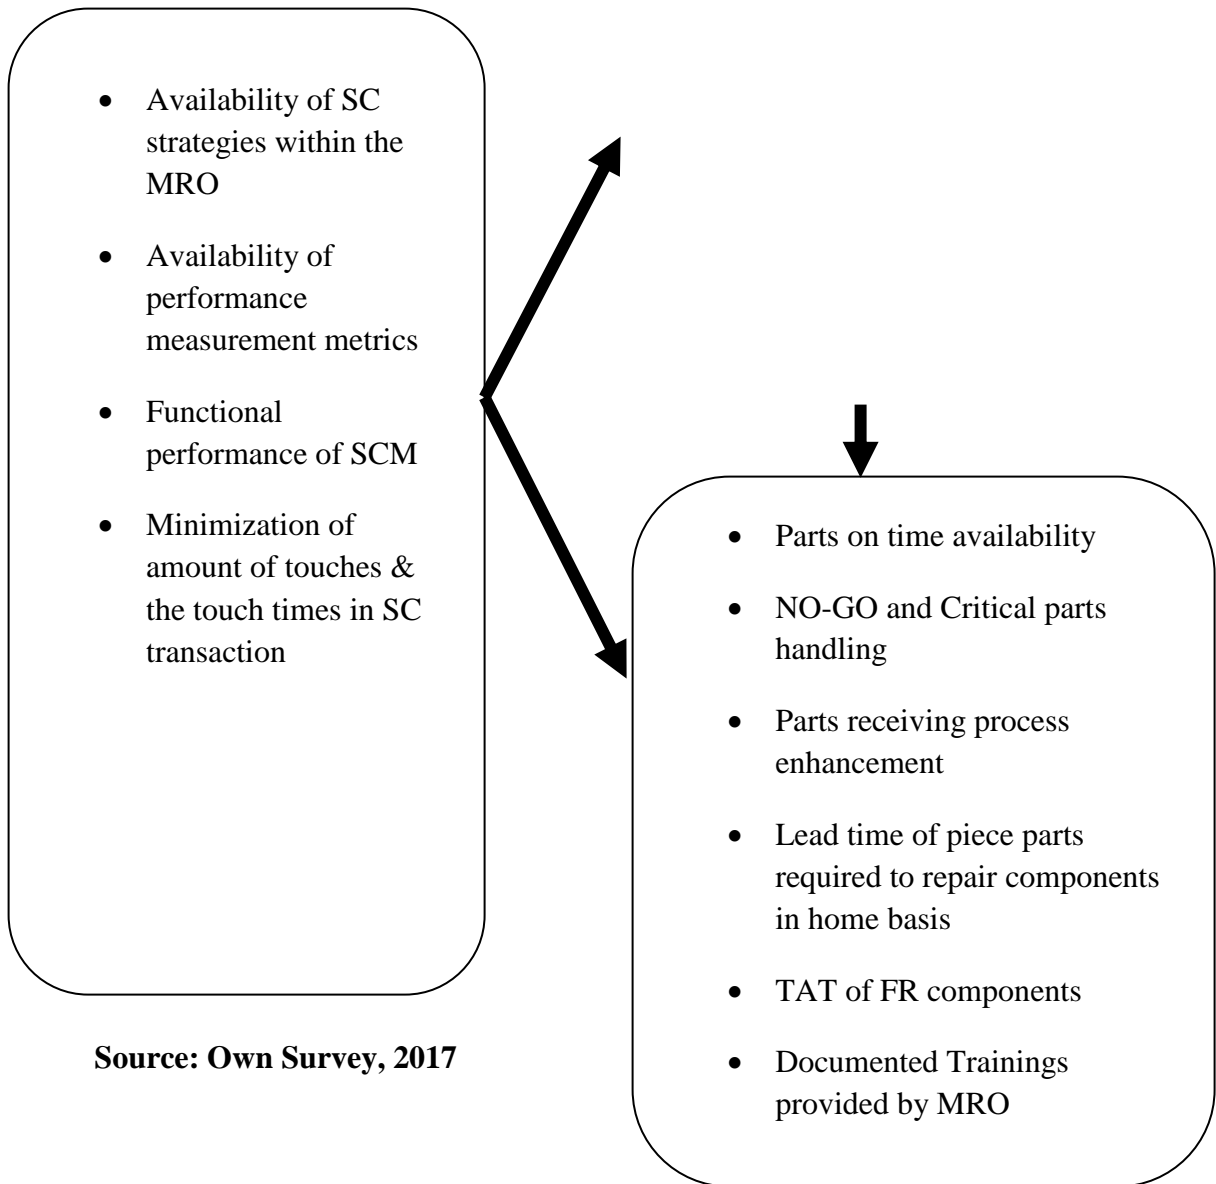 • Availability of SC
strategies within the
MRO
• Availability of
performance
measurement metrics
• Functional
performance of SCM
• Minimization of
amount of touches &
the touch times in SC
transaction
Source: Own Survey, 2017
• Parts on time availability
• NO-GO and Critical parts
handling
• Parts receiving process
enhancement
• Lead time of piece parts
required to repair components
in home basis
• TAT of FR components
• Documented Trainings
provided by MRO